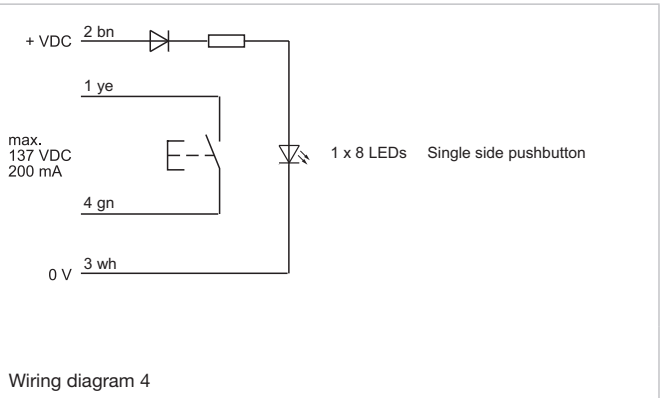 + VDC 2 bn
1 ye
max.
137 VDC
200 mA
1 x 8 LEDs Single side pushbutton
4 gn
0 V 3 wh
Wiring diagram 4